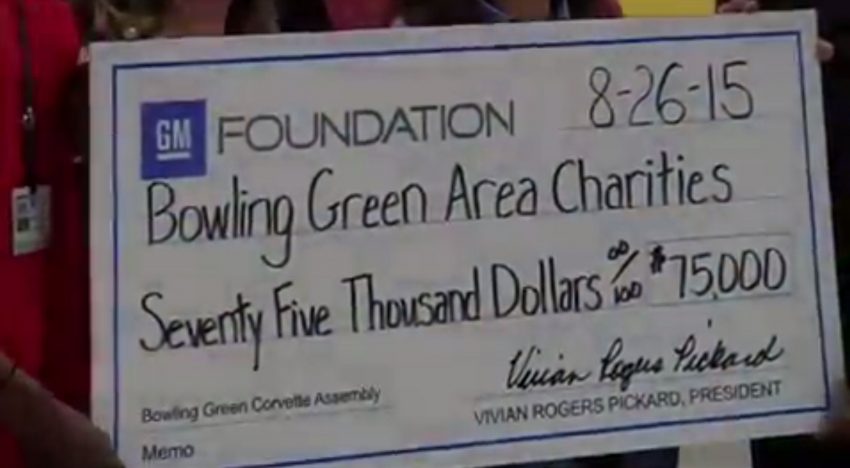 GM FOUNDATION 8-26-15
Bowling Green Area Charities
Seventy Five Thousand Dollars 00/100 $75,000
Vivian Rogers Pickard
Bowling Green Corvette Assembly
VIVIAN ROGERS PICKARD, PRESIDENT
Memo